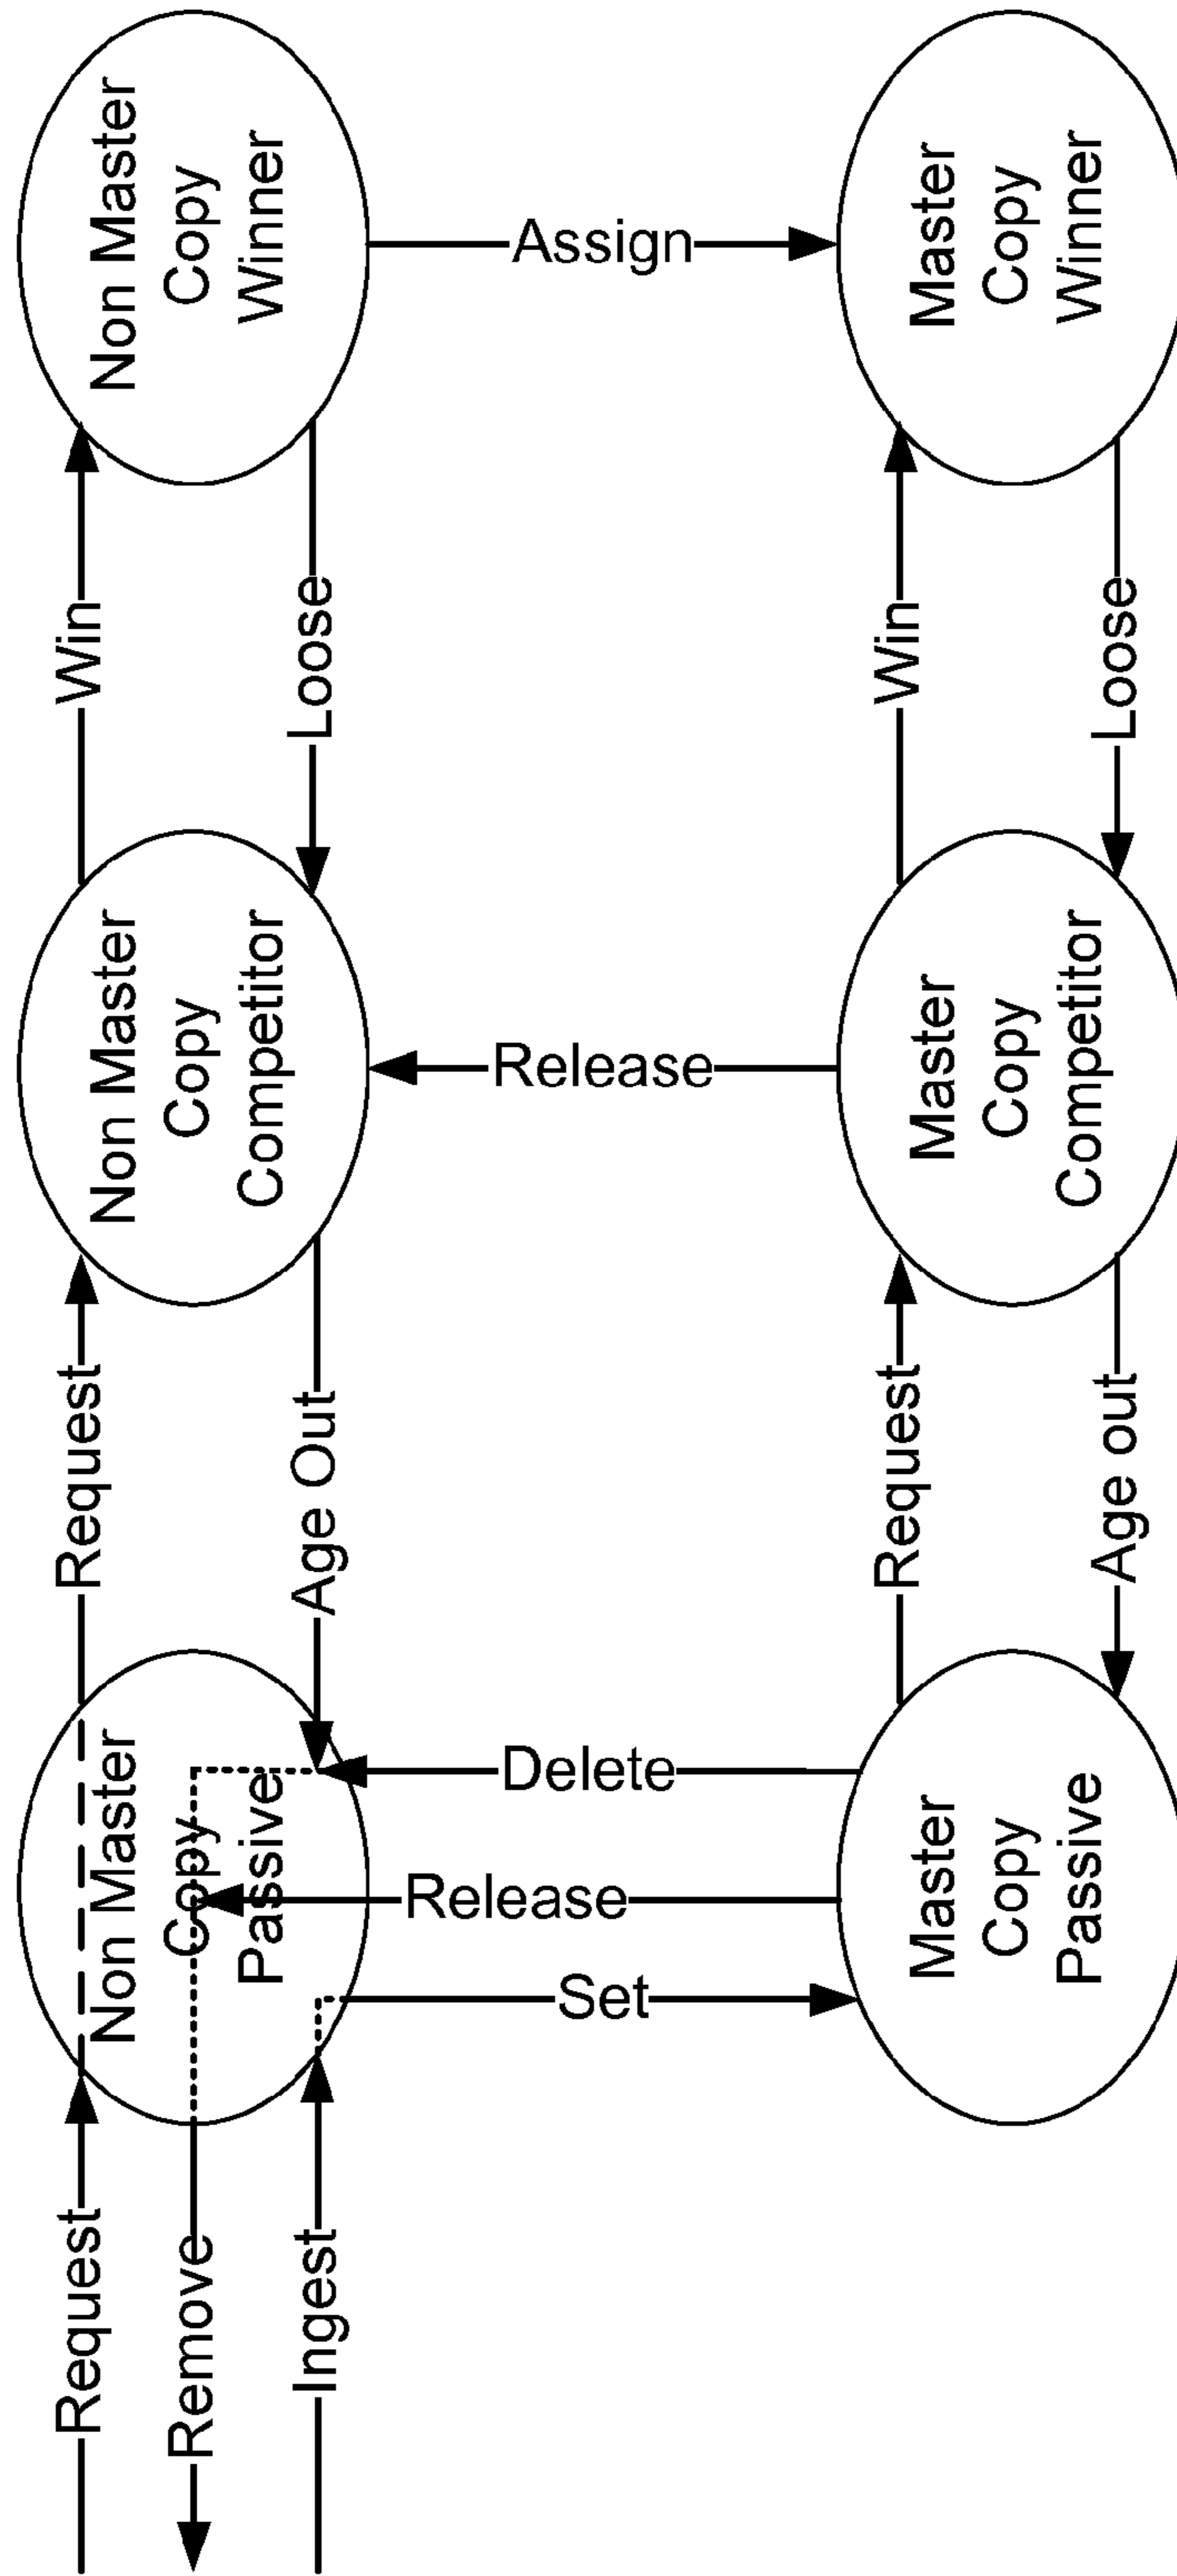 Request
Non Master
Copy
Passive
Request
Non Master
Copy
Competitor
Win
Non Master
Copy
Winner
Remove
Ingest
Age Out
Loose
Set
Release
Delete
Release
Assign
Master
Copy
Passive
Request
Master
Copy
Competitor
Win
Master
Copy
Winner
Age out
Loose